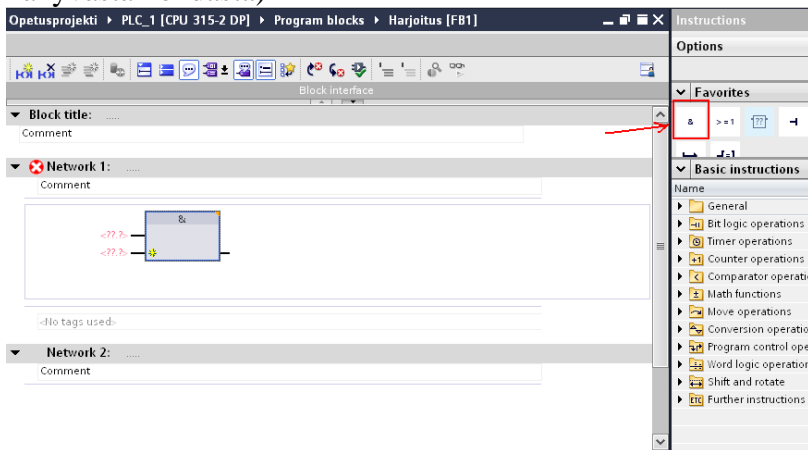 Opetusprojekti ▸ PLC_1 [CPU 315-2 DP] ▸ Program blocks ▸ Harjoitus [FB1]
Instructions
Options
Block interface
Favorites
& >=1 ??
Block title: .....
Comment
Network 1: .....
Comment
&
<??.?>
<??.?>
<No tags used>
Network 2: .....
Comment
Basic instructions
Name
General
Bit logic operations
Timer operations
Counter operations
Comparator operati
Math functions
Move operations
Conversion operatio
Program control ope
Word logic operation
Shift and rotate
Further instructions